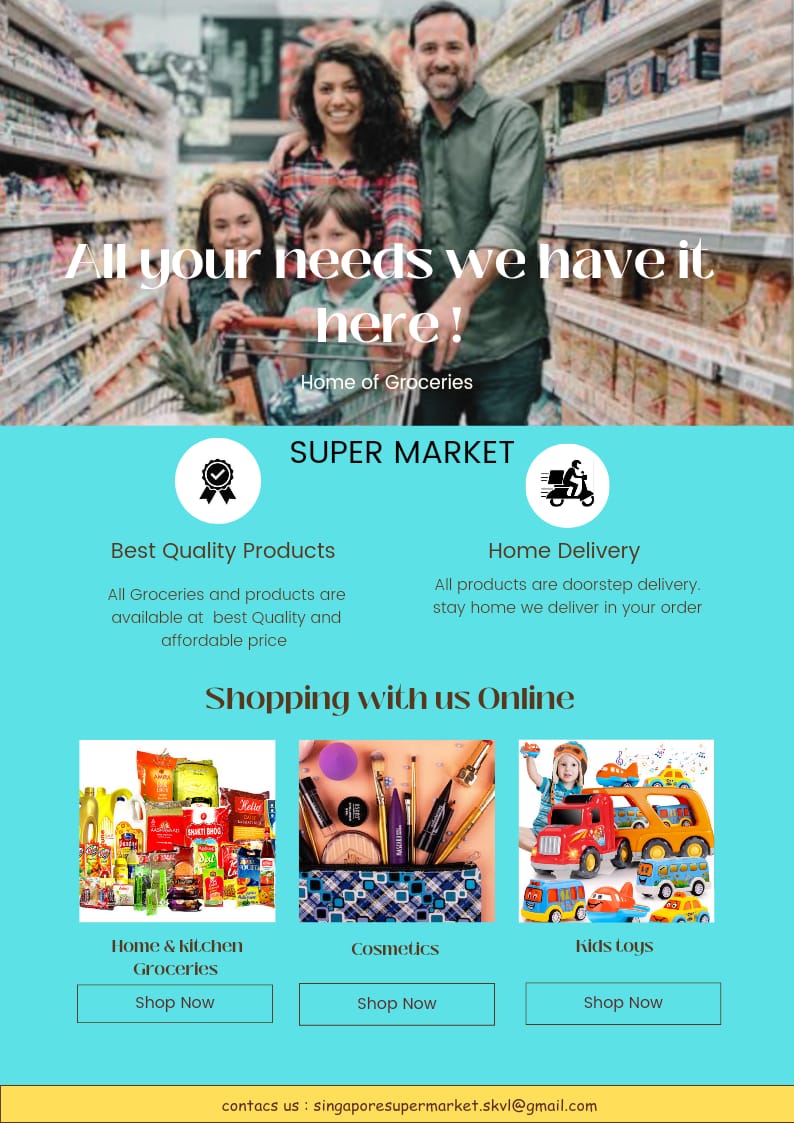 All your needs we have it
here !
Home of Groceries
SUPER MARKET
Best Quality Products
Home Delivery
All Groceries and products are
available at best Quality and
affordable price
All products are doorstep delivery.
stay home we deliver in your order
Shopping with us Online
SHAKTI BHOG
Home & kitchen
Groceries
Cosmetics
Kids toys
Shop Now
Shop Now
Shop Now
contacs us : singaporesupermarket.skvl@gmail.com